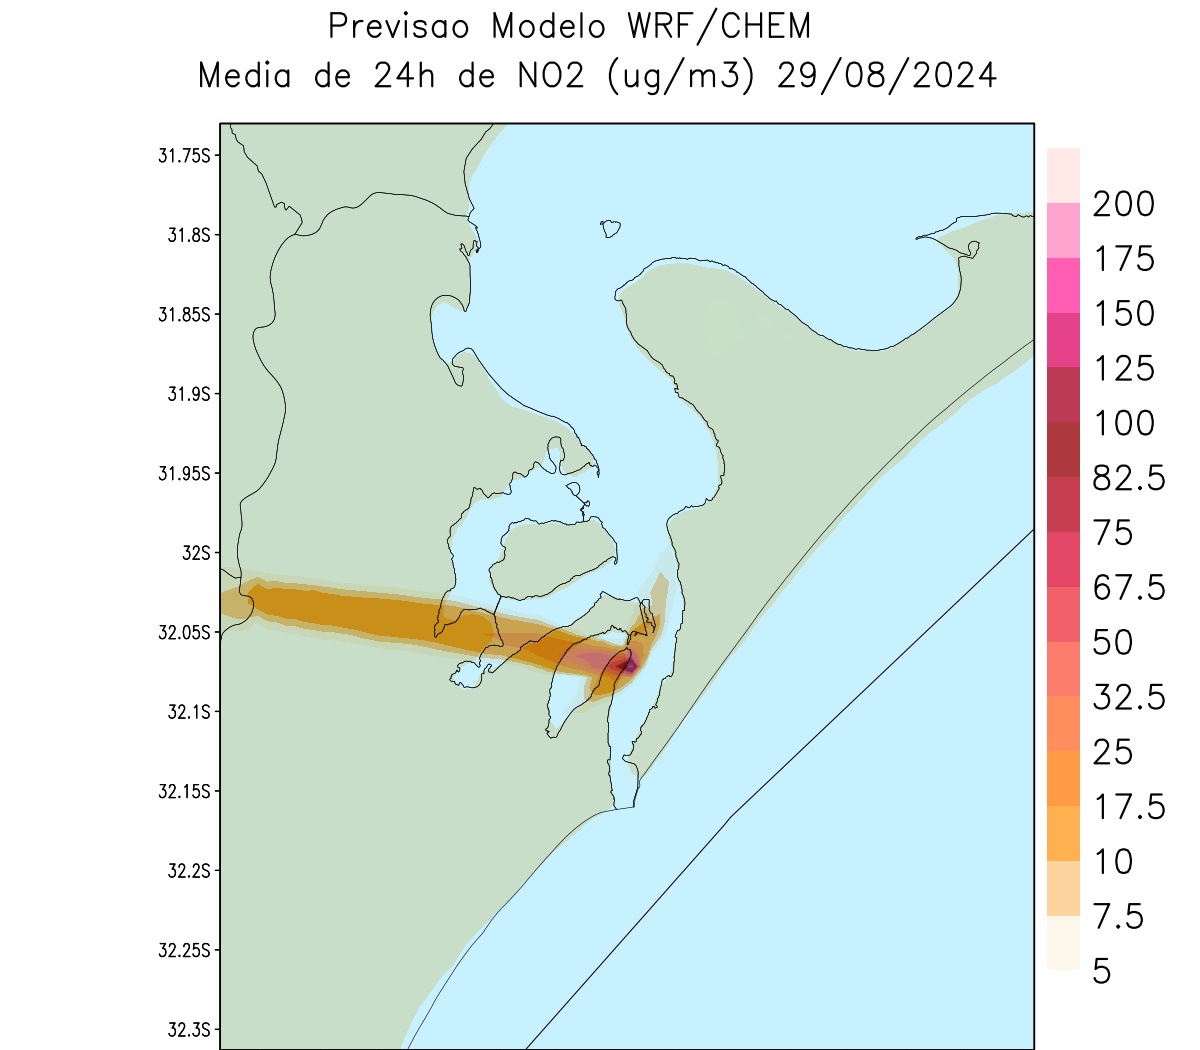 Previsao Modelo WRF/CHEM
Media de 24h de NO2 (ug/m3) 29/08/2024
31.75S
31.8S
31.85S
31.9S
31.95S
32S
32.05S
32.1S
32.15S
32.2S
32.25S
32.3S
200
175
150
125
100
82.5
75
67.5
50
32.5
25
17.5
10
7.5
5